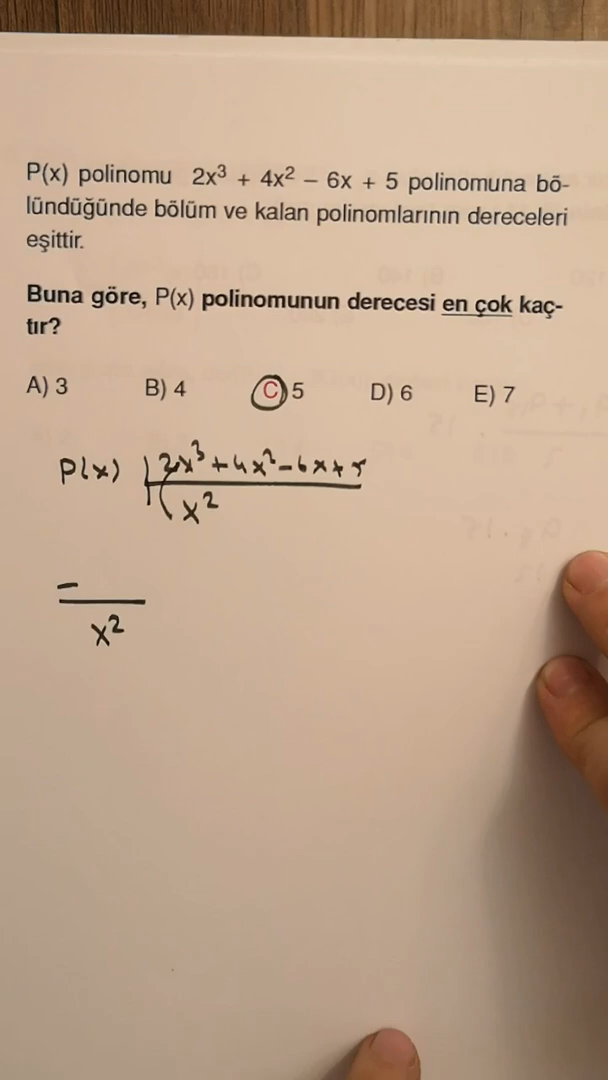 P(x) polinomu 2x³ + 4x² – 6x + 5 polinomuna bö-
lündüğünde bölüm ve kalan polinomlarının dereceleri
eşittir.
Buna göre, P(x) polinomunun derecesi en çok kaç-
tır?
A) 3 B) 4 C) 5 D) 6 E) 7
P(x) 2x³+4x²-6x+5
x²
-
x²